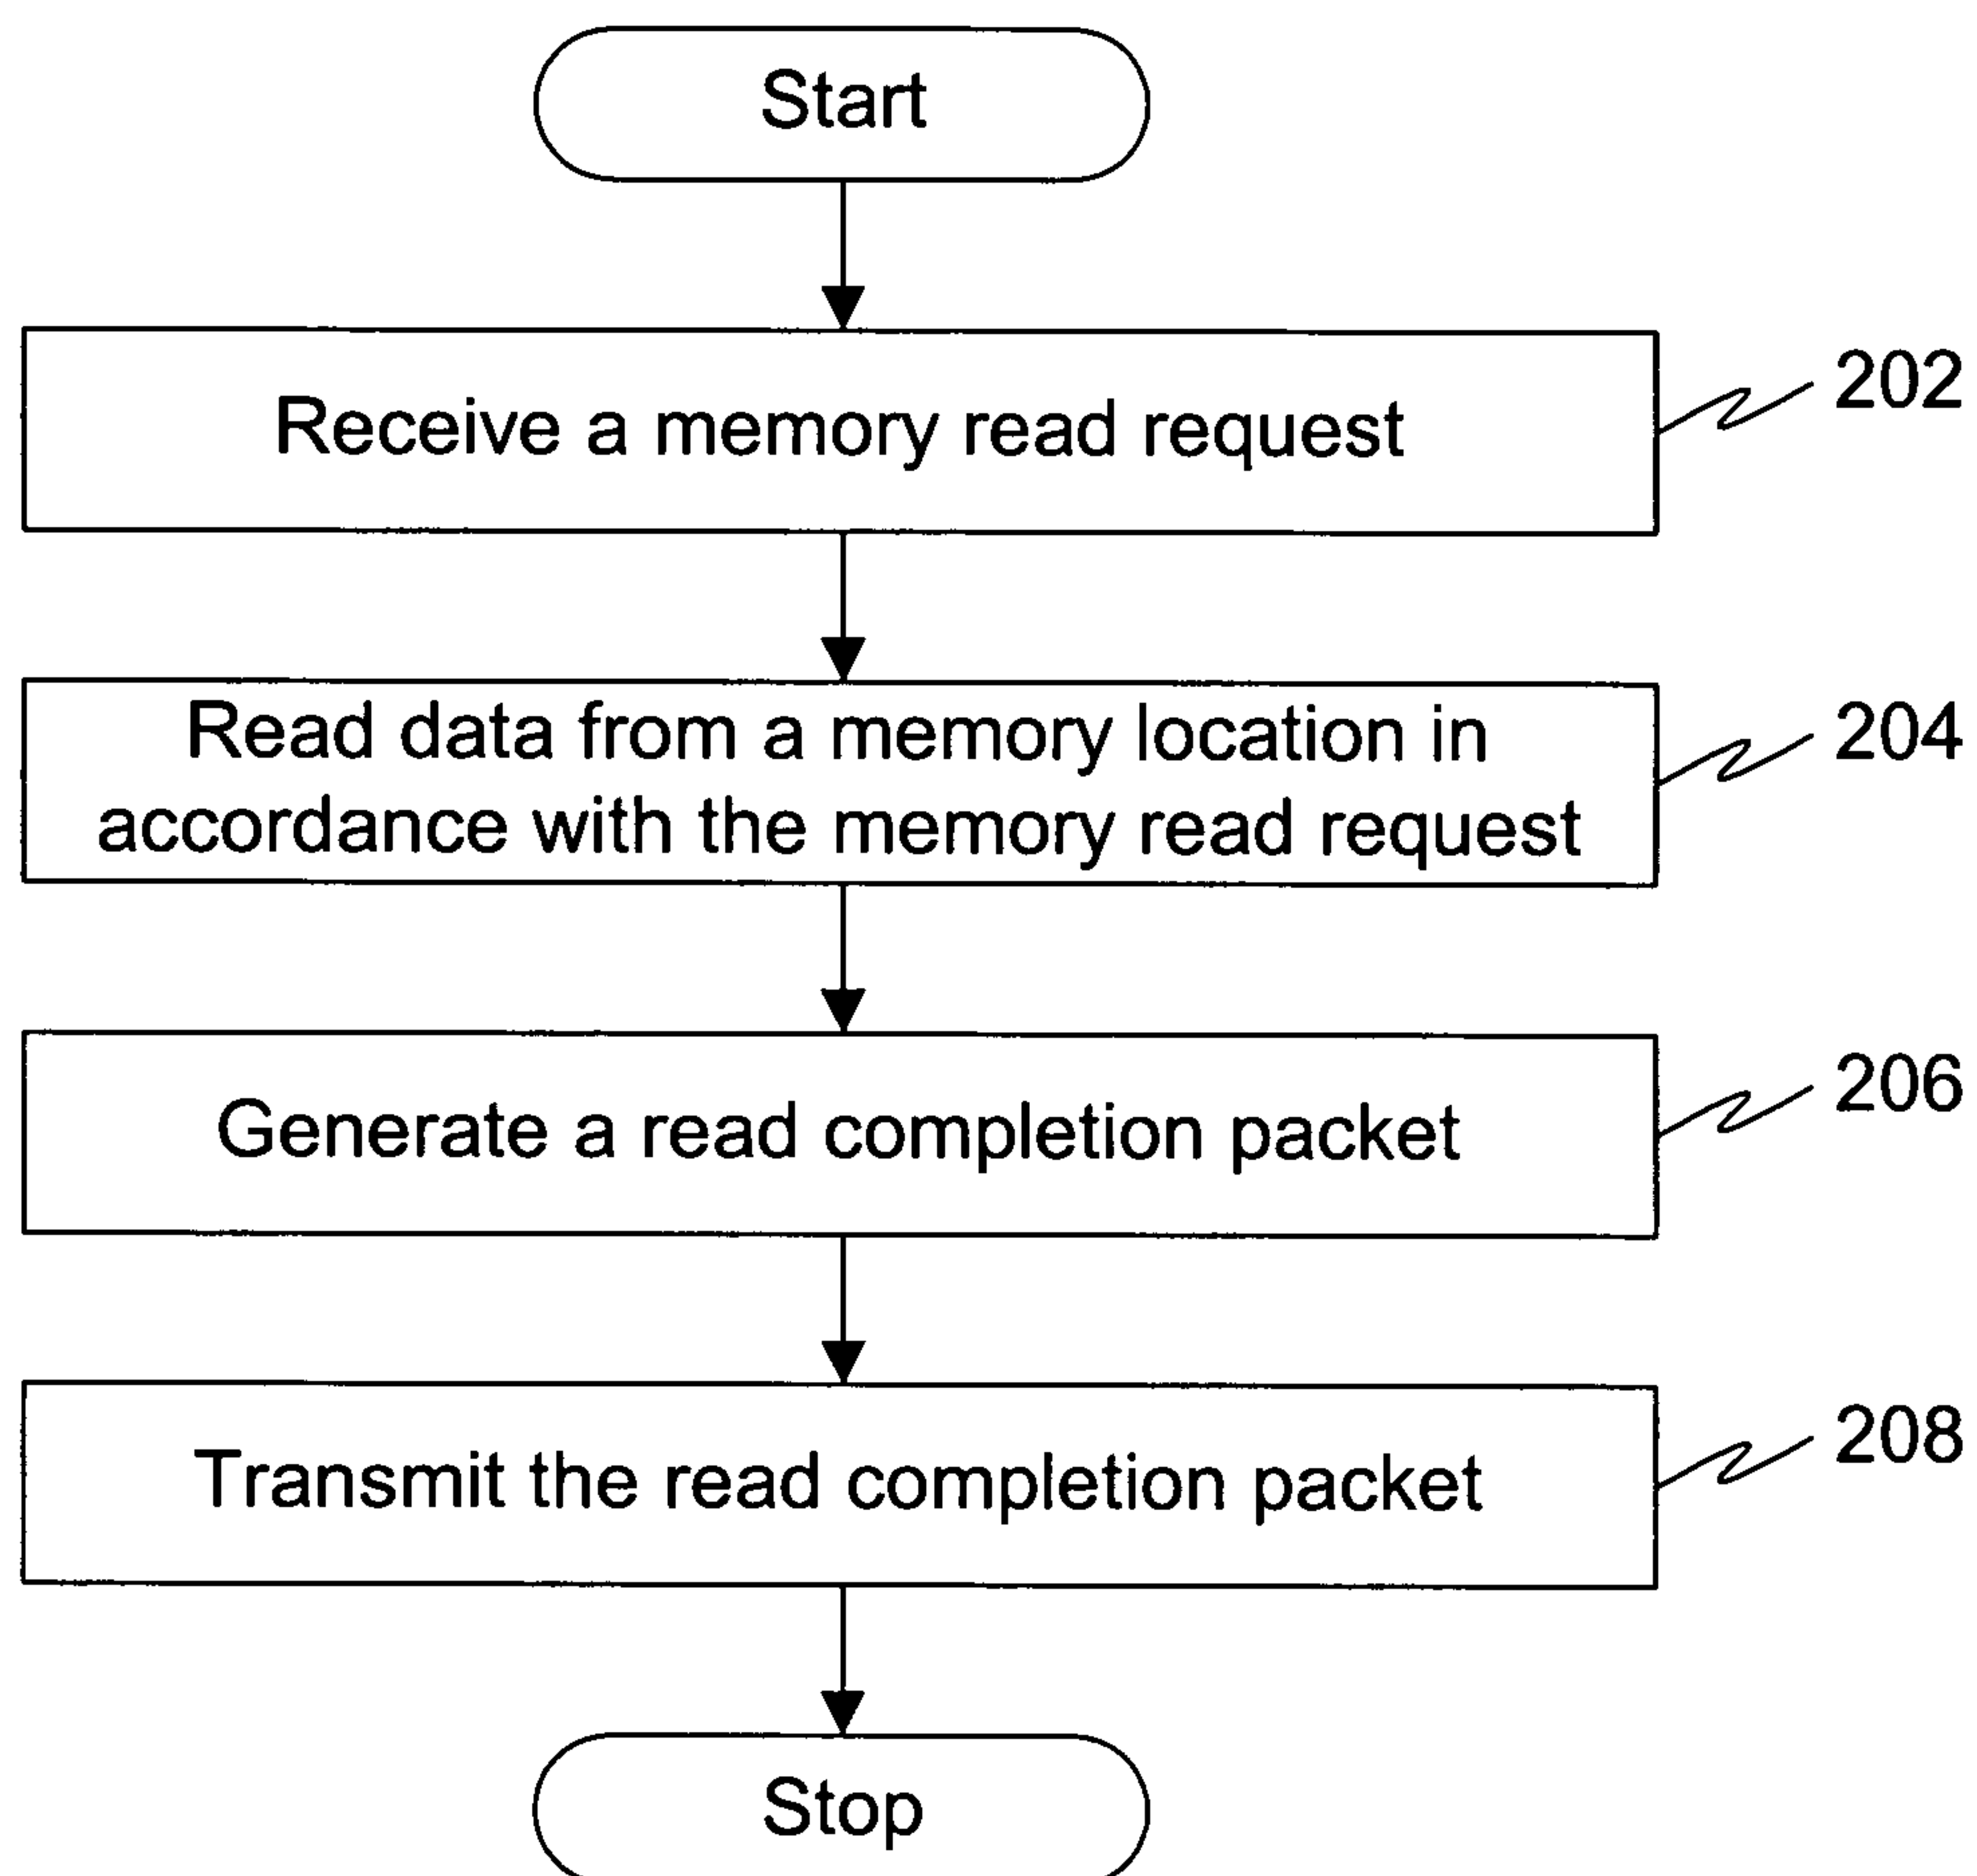 Start
Receive a memory read request
202
Read data from a memory location in
accordance with the memory read request
204
Generate a read completion packet
206
Transmit the read completion packet
208
Stop